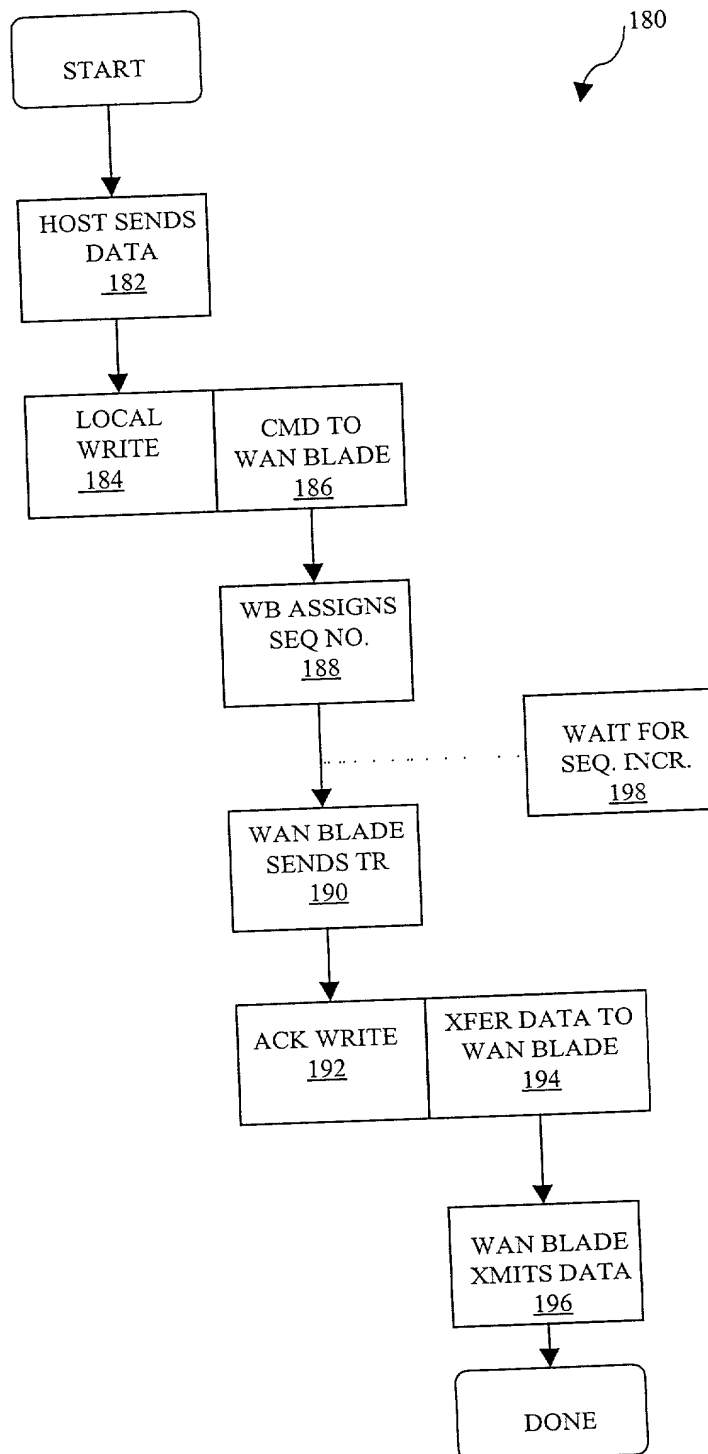 180
START
HOST SENDS
DATA
182
LOCAL
WRITE
184
CMD TO
WAN BLADE
186
WB ASSIGNS
SEQ NO.
188
WAIT FOR
SEQ. INCR.
198
WAN BLADE
SENDS TR
190
ACK WRITE
192
XFER DATA TO
WAN BLADE
194
WAN BLADE
XMITS DATA
196
DONE